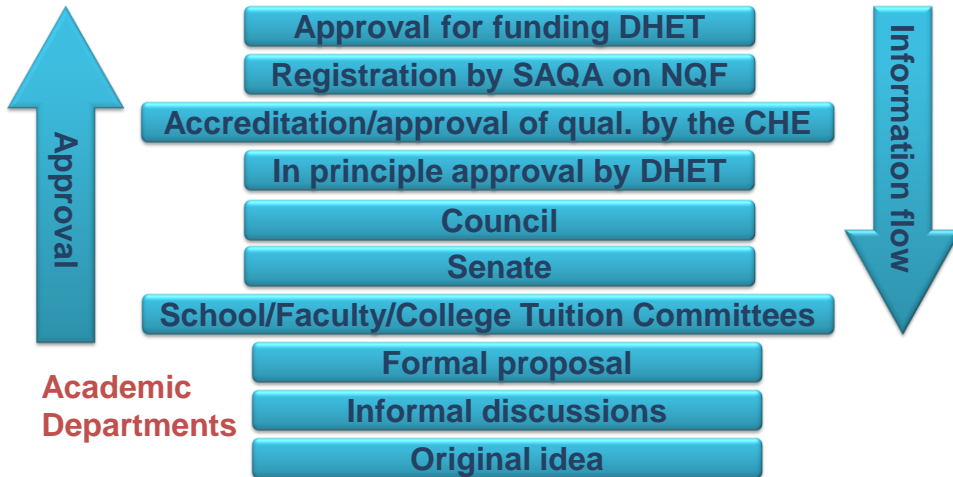 Approval for funding DHET
Registration by SAQA on NQF
Accreditation/approval of qual. by the CHE
In principle approval by DHET
Council
Senate
School/Faculty/College Tuition Committees
Formal proposal
Informal discussions
Original idea
Approval
Academic
Departments
Information flow